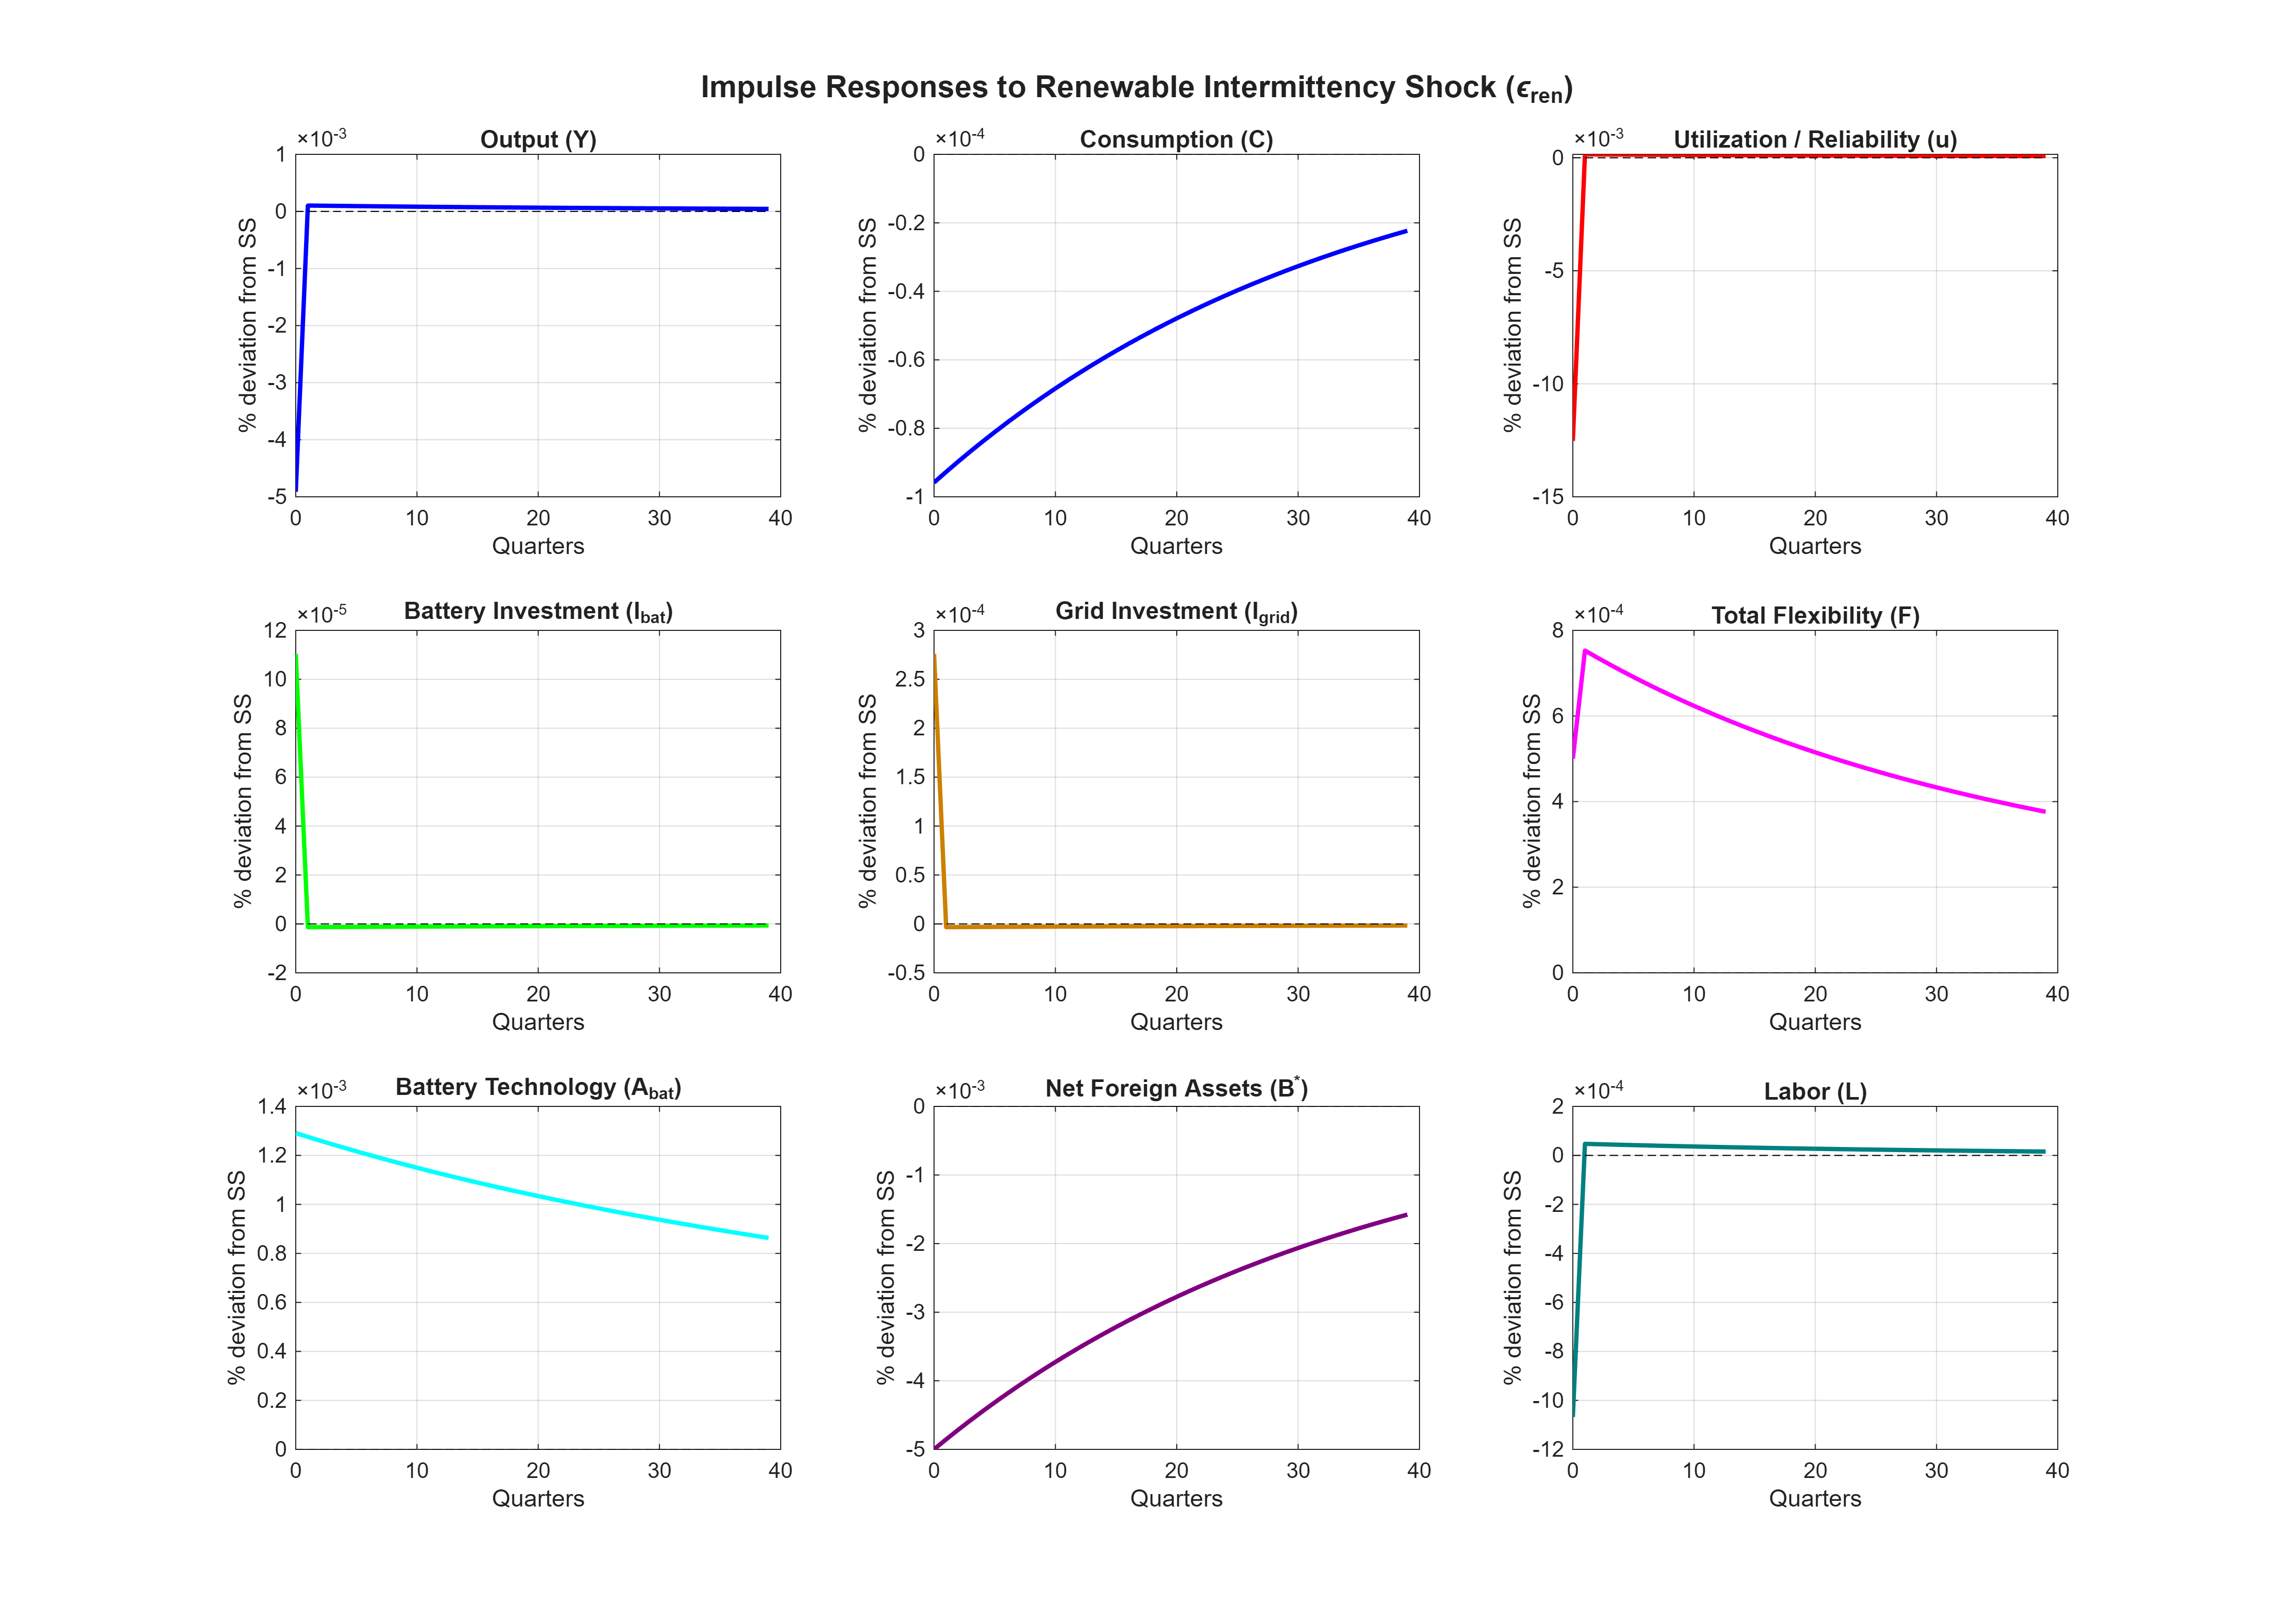 Impulse Responses to Renewable Intermittency Shock (ϵ_ren)
×10^-3
Output (Y)
% deviation from SS
1
0
-1
-2
-3
-4
-5
0 10 20 30 40
Quarters
×10^-4
Consumption (C)
% deviation from SS
0
-0.2
-0.4
-0.6
-0.8
-1
0 10 20 30 40
Quarters
×10^-3
Utilization / Reliability (u)
% deviation from SS
0
-5
-10
-15
0 10 20 30 40
Quarters
×10^-5
Battery Investment (I_bat)
% deviation from SS
12
10
8
6
4
2
0
-2
0 10 20 30 40
Quarters
×10^-4
Grid Investment (I_grid)
% deviation from SS
3
2.5
2
1.5
1
0.5
0
-0.5
0 10 20 30 40
Quarters
×10^-4
Total Flexibility (F)
% deviation from SS
8
6
4
2
0
0 10 20 30 40
Quarters
×10^-3
Battery Technology (A_bat)
% deviation from SS
1.4
1.2
1
0.8
0.6
0.4
0.2
0
0 10 20 30 40
Quarters
×10^-3
Net Foreign Assets (B^*)
% deviation from SS
0
-1
-2
-3
-4
-5
0 10 20 30 40
Quarters
×10^-4
Labor (L)
% deviation from SS
2
0
-2
-4
-6
-8
-10
-12
0 10 20 30 40
Quarters